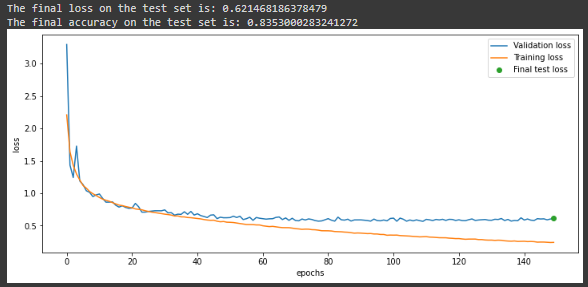 The final loss on the test set is: 0.621468186378479
The final accuracy on the test set is: 0.8353000283241272
Validation loss
Training loss
Final test loss
3.0
2.5
2.0
1.5
1.0
0.5
loss
0 20 40 60 80 100 120 140
epochs